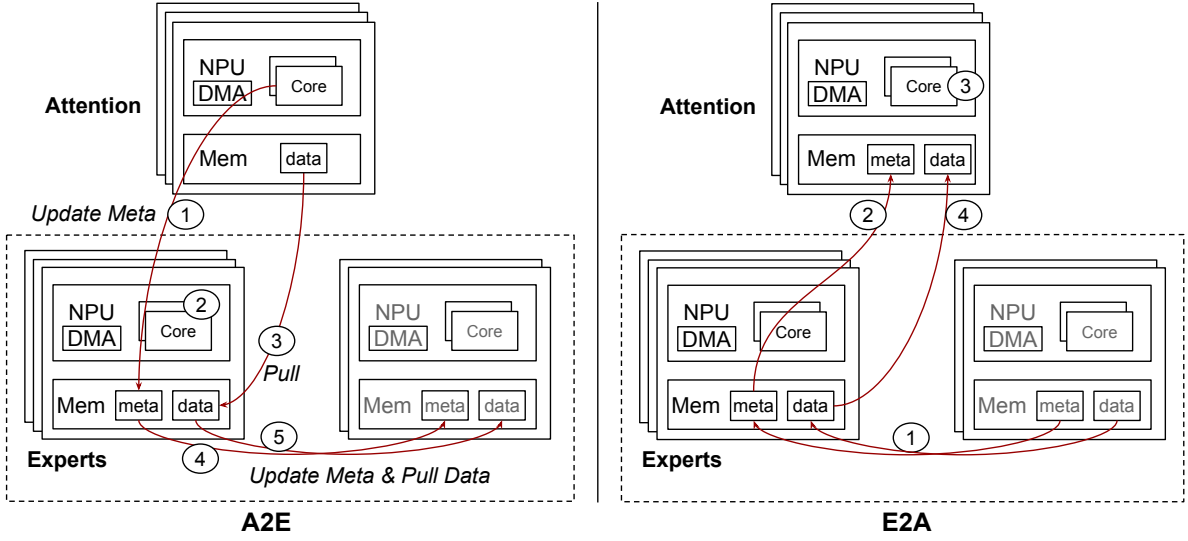 NPU
DMA
Core
Attention
Mem
data
Update Meta
1
NPU
DMA
2
Core
3
Pull
Mem
meta
data
NPU
DMA
Core
Mem
meta
data
4
5
Experts
Update Meta & Pull Data
A2E
NPU
DMA
Core
3
Attention
Mem
meta
data
2
4
NPU
DMA
Core
Mem
meta
data
NPU
DMA
Core
Mem
meta
data
1
Experts
E2A